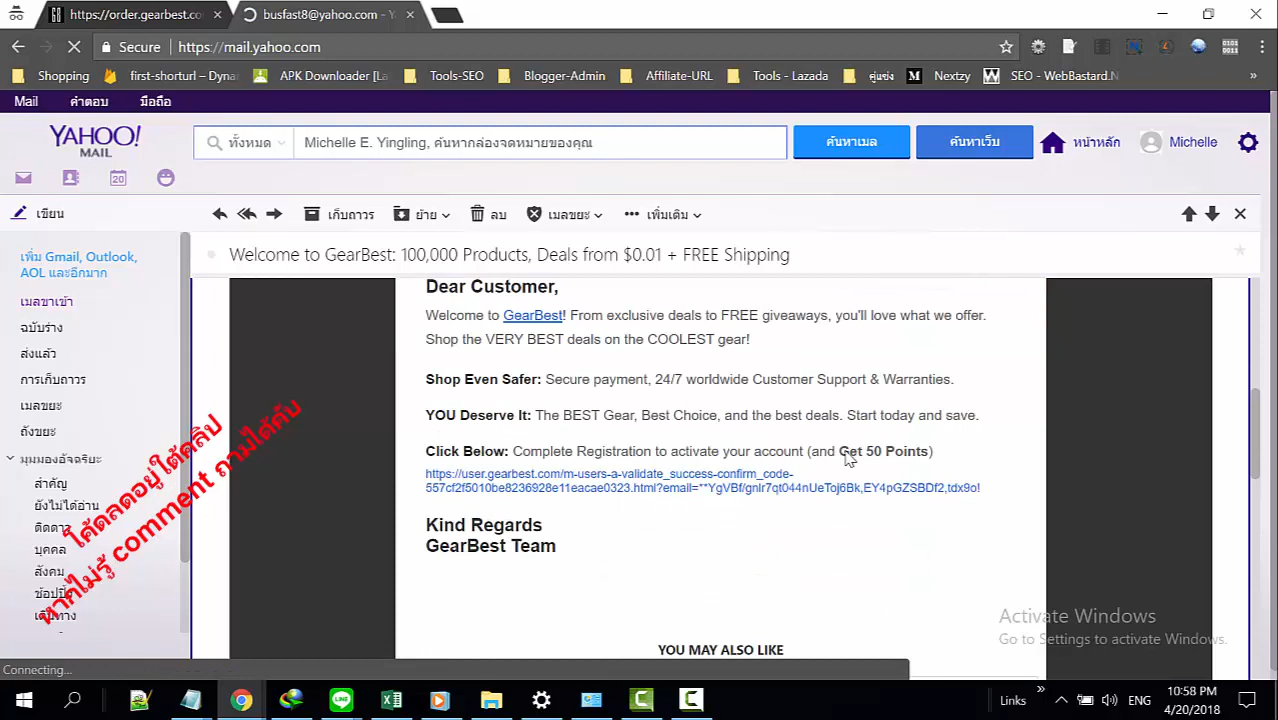 https://order.gearbest.co
busfast8@yahoo.com - Y
Secure
https://mail.yahoo.com
Shopping
first-shorturl – Dynar
APK Downloader [La
Tools-SEO
Blogger-Admin
Affiliate-URL
Tools - Lazada
คู่แข่ง
Nextzy
SEO - WebBastard.N
Mail
คำตอบ
มือถือ
YAHOO!
MAIL
ทั้งหมด
Michelle E. Yingling, ค้นหากล่องจดหมายของคุณ
ค้นหาเมล
ค้นหาเว็บ
หน้าหลัก
Michelle
20
เขียน
เก็บถาวร
ย้าย
ลบ
เมลขยะ
เพิ่มเติม
เพิ่ม Gmail, Outlook,
AOL และอีกมาก
เมลขาเข้า
ฉบับร่าง
ส่งแล้ว
การเก็บถาวร
เมลขยะ
ถังขยะ
มุมมองอัจฉริยะ
สำคัญ
ยังไม่ได้อ่าน
ติดดาว
บุคคล
สังคม
ช้อปปิ้ง
เดินทาง
โค้ดลดอยู่ใต้คลิป
หากไม่รู้ comment ถามได้คับ
Welcome to GearBest: 100,000 Products, Deals from $0.01 + FREE Shipping
Dear Customer,
Welcome to GearBest! From exclusive deals to FREE giveaways, you'll love what we offer.
Shop the VERY BEST deals on the COOLEST gear!
Shop Even Safer: Secure payment, 24/7 worldwide Customer Support & Warranties.
YOU Deserve It: The BEST Gear, Best Choice, and the best deals. Start today and save.
Click Below: Complete Registration to activate your account (and Get 50 Points)
https://user.gearbest.com/m-users-a-validate_success-confirm_code-
557cf2f5010be8236928e11eacae0323.html?email=**YgVBf/gnlr7qt044nUeToj6Bk,EY4pGZSBDf2,tdx9o!
Kind Regards
GearBest Team
YOU MAY ALSO LIKE
Activate Windows
Go to Settings to activate Windows.
Connecting...
Links
ENG
10:58 PM
4/20/2018